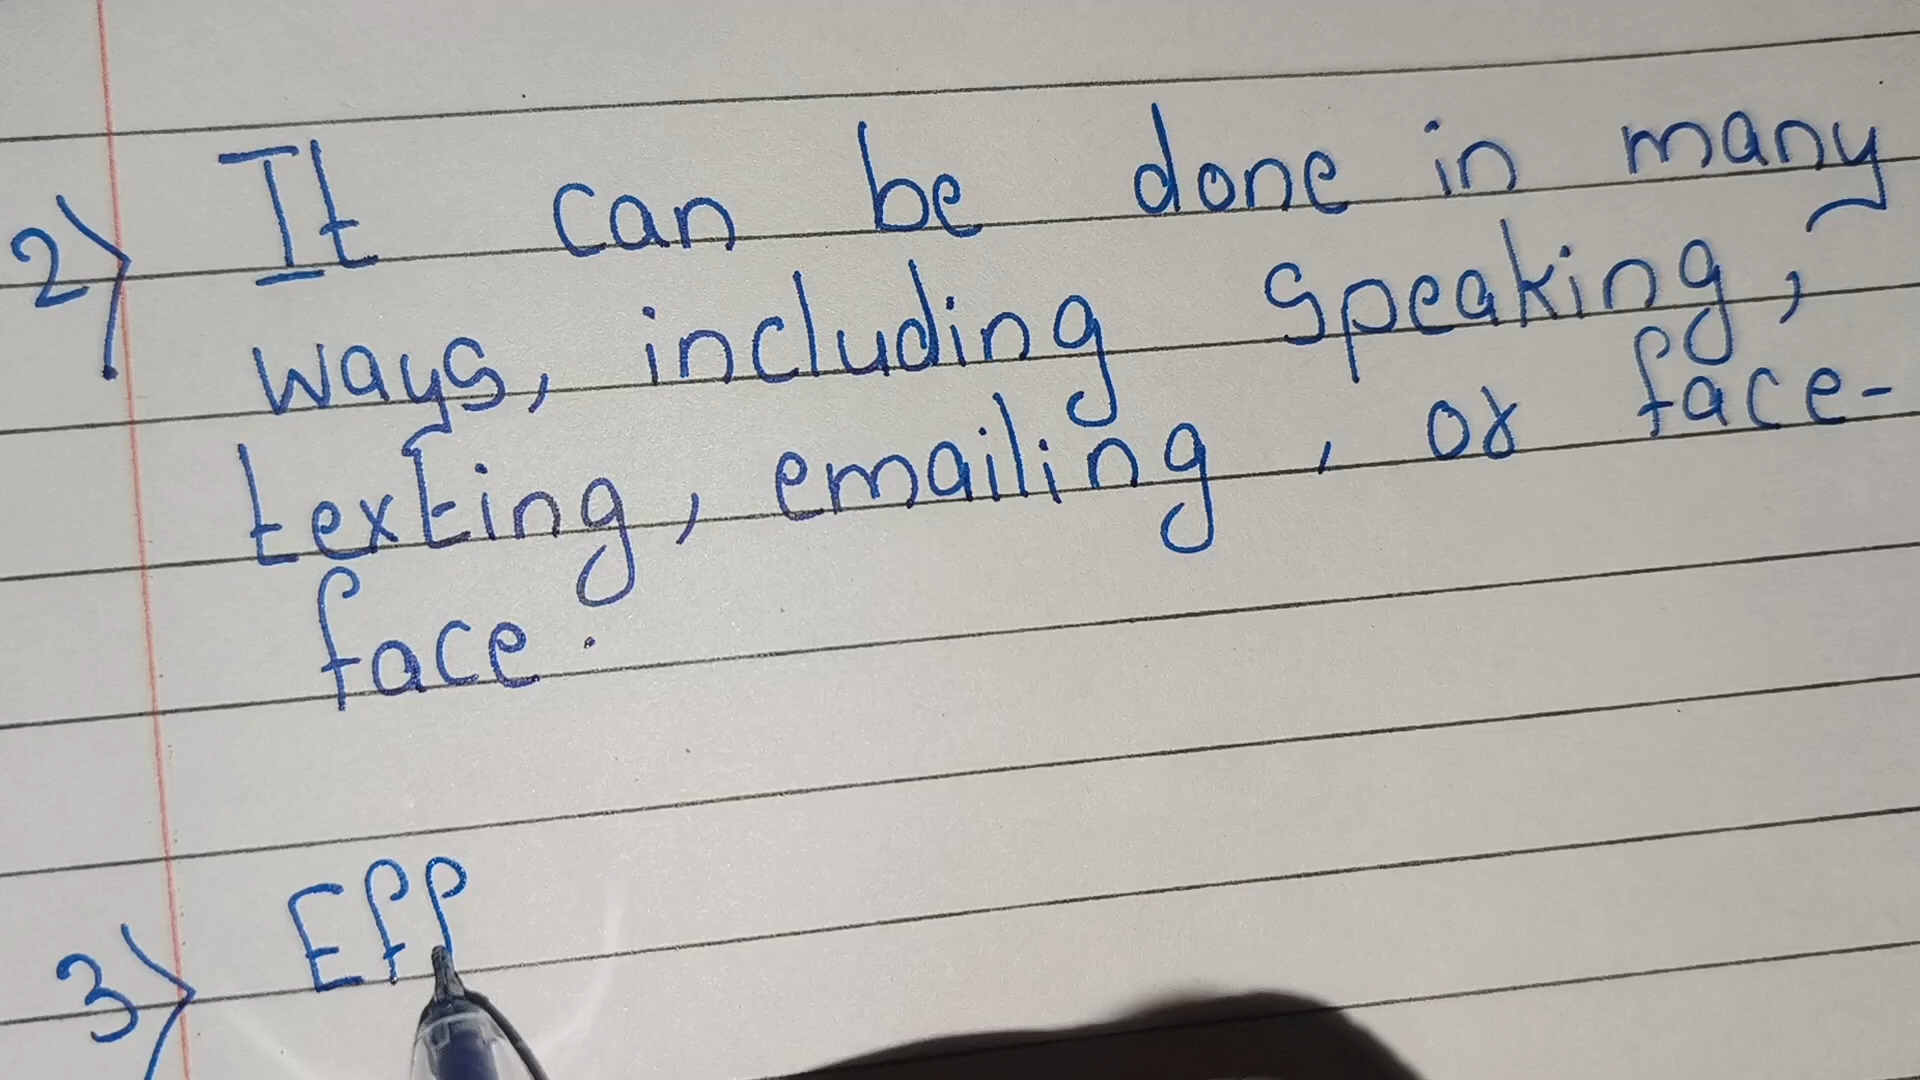 2) It can be done in many
ways, including speaking,
texting, emailing, or face-
face.
3) Eff